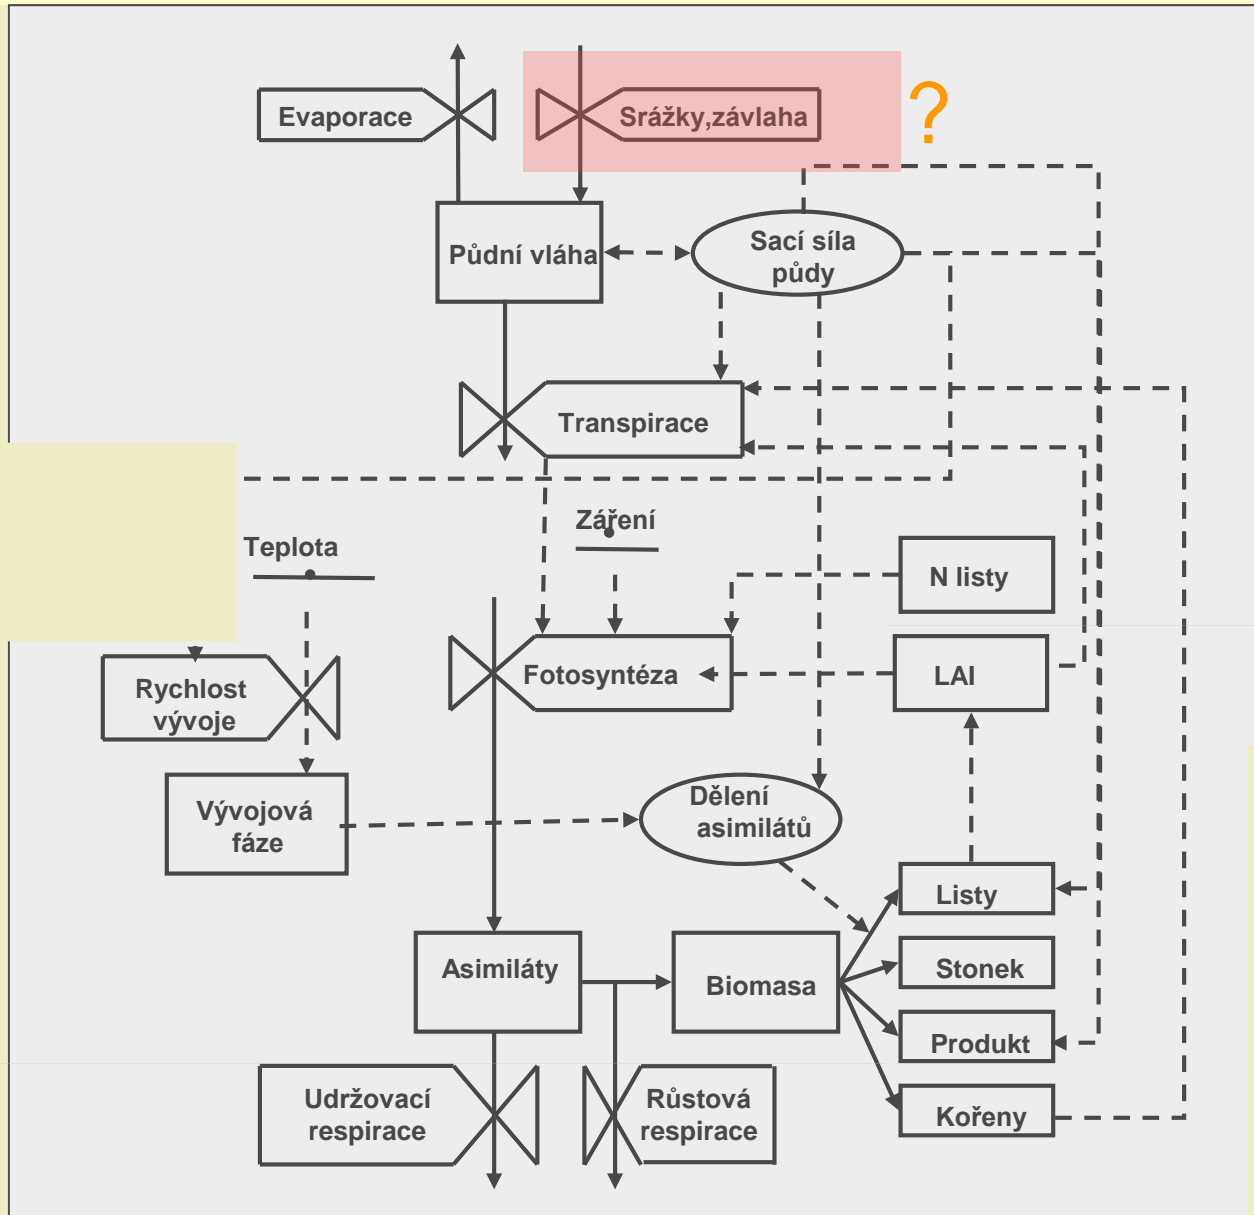 Evaporace
Srážky,závlaha
?
Půdní vláha
Sací síla
půdy
Transpirace
Záření
Teplota
N listy
Rychlost
vývoje
Fotosyntéza
LAI
Vývojová
fáze
Dělení
asimilátů
Listy
Asimiláty
Biomasa
Stonek
Produkt
Udržovací
respirace
Růstová
respirace
Kořeny